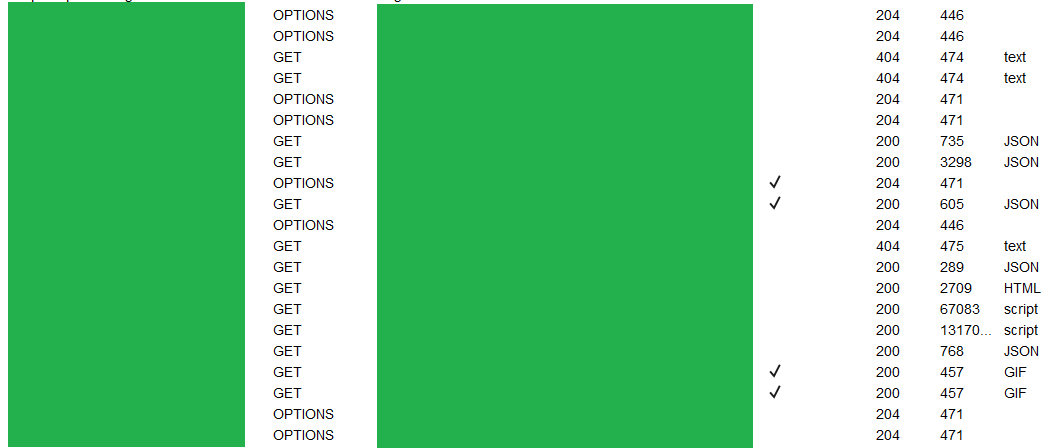 OPTIONS 204 446
OPTIONS 204 446
GET 404 474 text
GET 404 474 text
OPTIONS 204 471
OPTIONS 204 471
GET 200 735 JSON
GET 200 3298 JSON
OPTIONS ✓ 204 471
GET ✓ 200 605 JSON
OPTIONS 204 446
GET 404 475 text
GET 200 289 JSON
GET 200 2709 HTML
GET 200 67083 script
GET 200 13170... script
GET 200 768 JSON
GET ✓ 200 457 GIF
GET ✓ 200 457 GIF
OPTIONS 204 471
OPTIONS 204 471